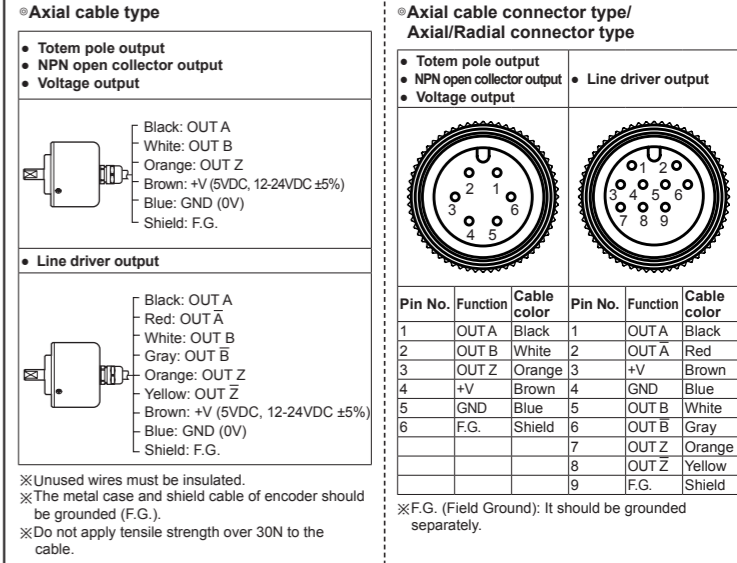 ◎Axial cable type
● Totem pole output
● NPN open collector output
● Voltage output
Black: OUT A
White: OUT B
Orange: OUT Z
Brown: +V (5VDC, 12-24VDC ±5%)
Blue: GND (0V)
Shield: F.G.
● Line driver output
Black: OUT A
Red: OUT A̅
White: OUT B
Gray: OUT B̅
Orange: OUT Z
Yellow: OUT Z̅
Brown: +V (5VDC, 12-24VDC ±5%)
Blue: GND (0V)
Shield: F.G.
※Unused wires must be insulated.
※The metal case and shield cable of encoder should
be grounded (F.G.).
※Do not apply tensile strength over 30N to the
cable.
◎Axial cable connector type/
Axial/Radial connector type
● Totem pole output
● NPN open collector output
● Voltage output
● Line driver output
2 1
3 6
4 5
1 2
3 4 5 6
7 8 9
Pin No. Function Cable color Pin No. Function Cable color
1 OUT A Black 1 OUT A Black
2 OUT B White 2 OUT A̅ Red
3 OUT Z Orange 3 +V Brown
4 +V Brown 4 GND Blue
5 GND Blue 5 OUT B White
6 F.G. Shield 6 OUT B̅ Gray
7 OUT Z Orange
8 OUT Z̅ Yellow
9 F.G. Shield
※F.G. (Field Ground): It should be grounded
separately.